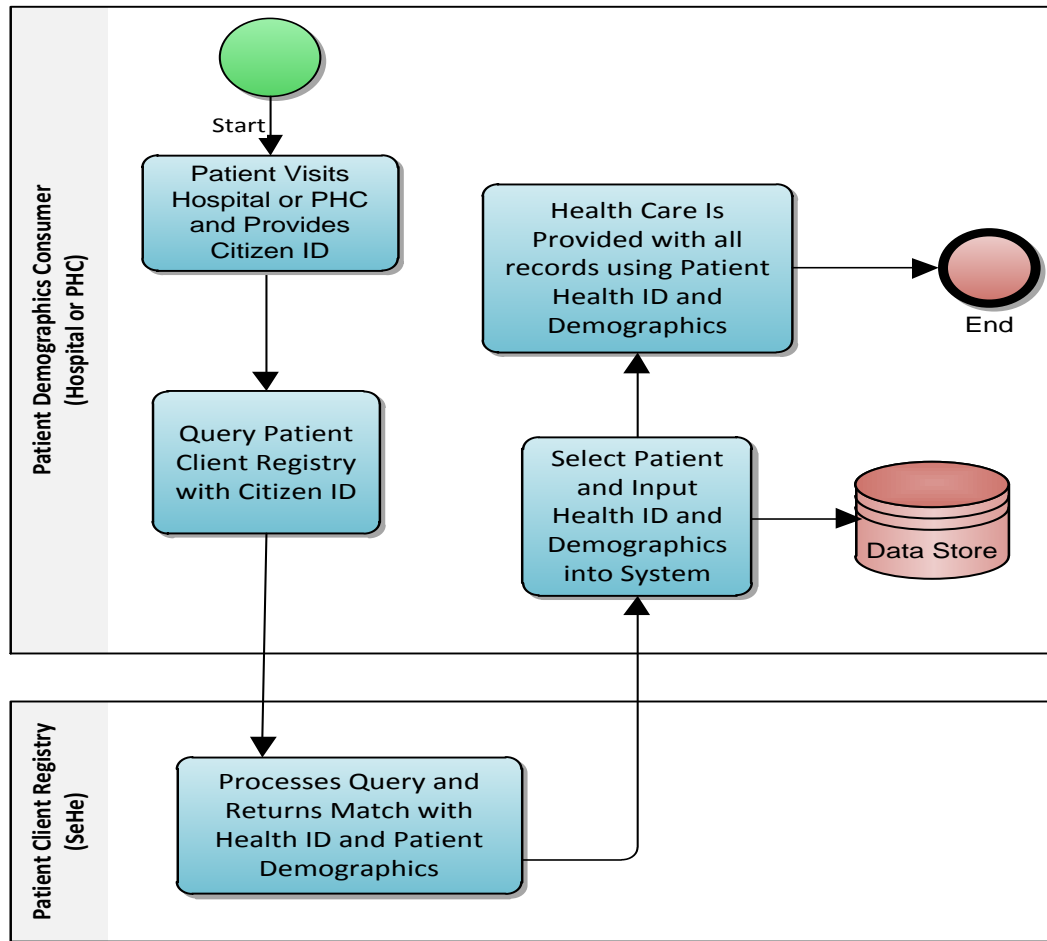 Patient Demographics Consumer
(Hospital or PHC)
Start
Patient Visits
Hospital or PHC
and Provides
Citizen ID
Query Patient
Client Registry
with Citizen ID
Health Care Is
Provided with all
records using Patient
Health ID and
Demographics
End
Select Patient
and Input
Health ID and
Demographics
into System
Data Store
Patient Client Registry
(SeHe)
Processes Query and
Returns Match with
Health ID and Patient
Demographics